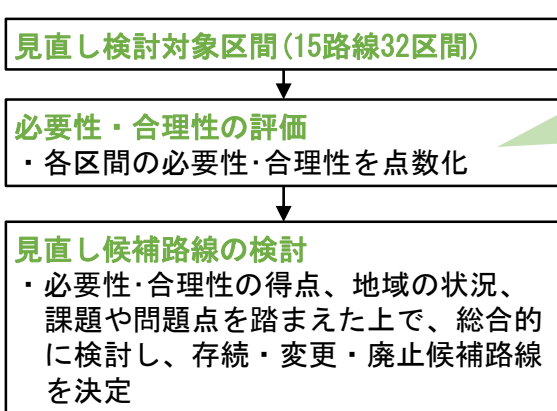 見直し検討対象区間(15路線32区間)
必要性・合理性の評価
・各区間の必要性･合理性を点数化
見直し候補路線の検討
・必要性･合理性の得点、地域の状況、
課題や問題点を踏まえた上で、総合的
に検討し、存続・変更・廃止候補路線
を決定